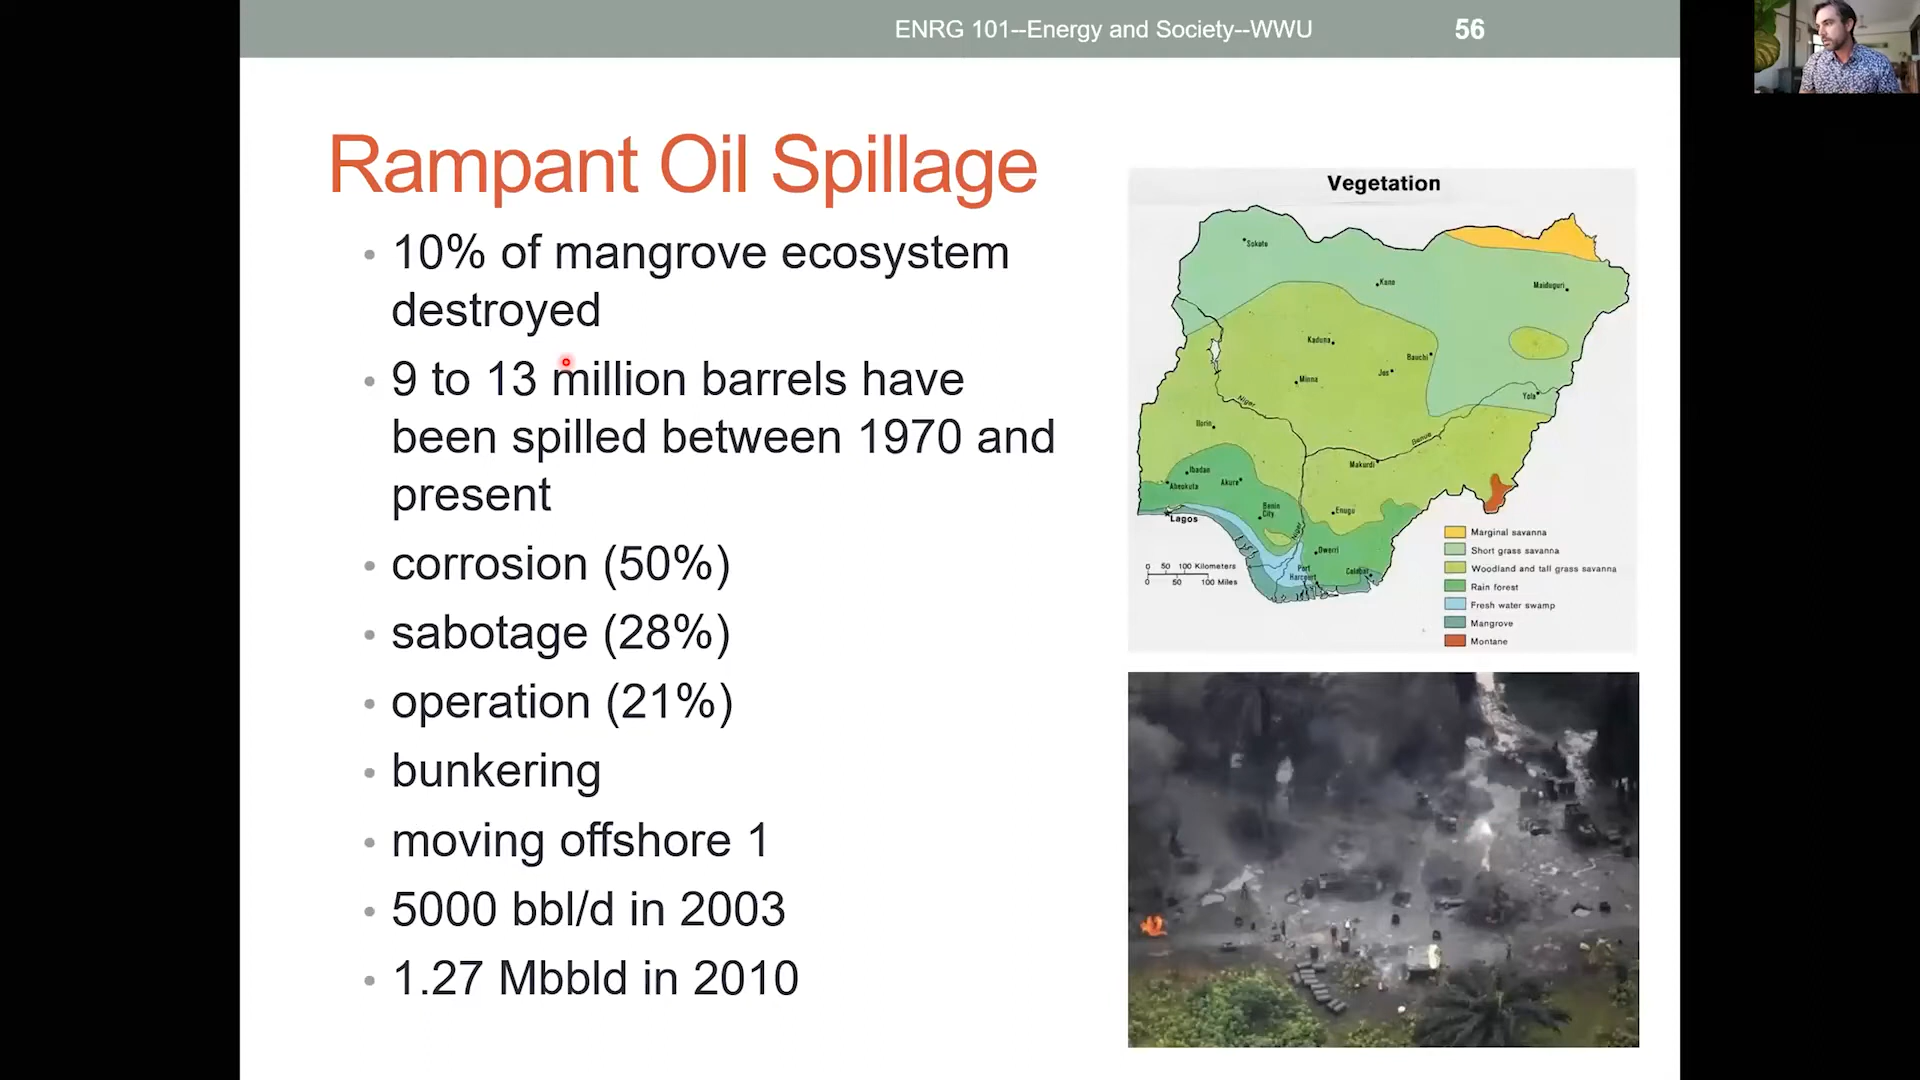 ENRG 101--Energy and Society--WWU
56
Rampant Oil Spillage
• 10% of mangrove ecosystem
destroyed
• 9 to 13 million barrels have
been spilled between 1970 and
present
• corrosion (50%)
• sabotage (28%)
• operation (21%)
• bunkering
• moving offshore 1
• 5000 bbl/d in 2003
• 1.27 Mbbld in 2010
Vegetation
Sokoto
Kano
Maiduguri
Kaduna
Bauchi
Jos
Minna
Yola
Niger
Ilorin
Benue
Makurdi
Ibadan
Abeokuta
Akure
Benin
City
Enugu
Lagos
Niger
Owerri
Port
Harcourt
Calabar
0 50 100 Kilometers
0 50 100 Miles
Marginal savanna
Short grass savanna
Woodland and tall grass savanna
Rain forest
Fresh water swamp
Mangrove
Montane